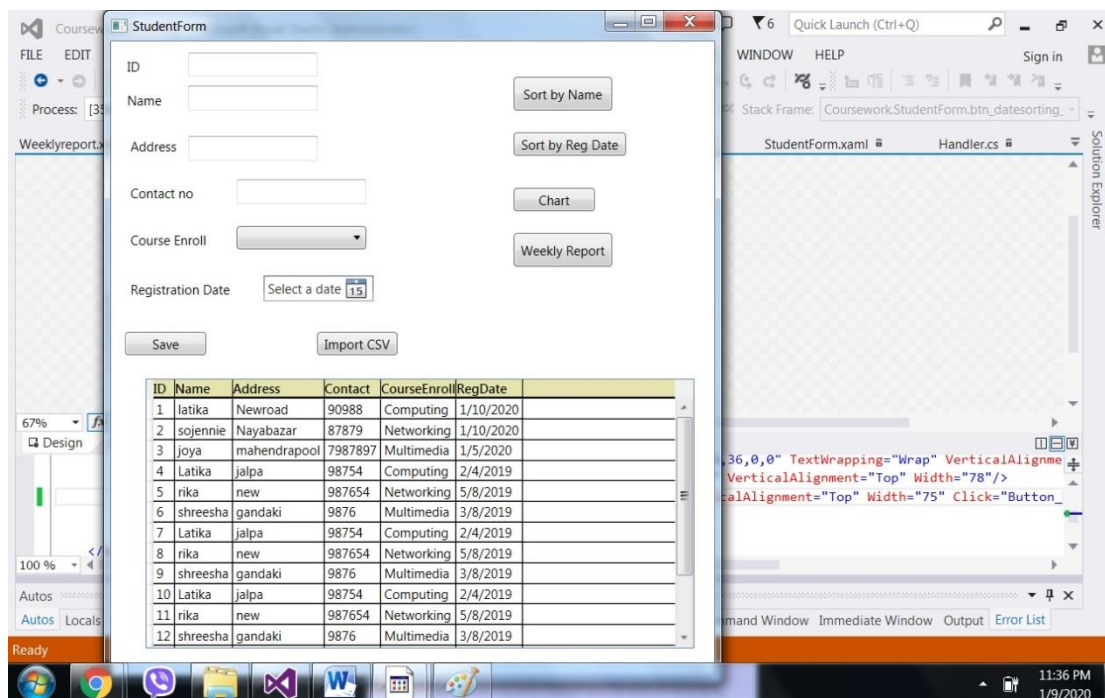 Coursew
StudentForm
6 Quick Launch (Ctrl+Q)
FILE EDIT
WINDOW HELP Sign in
Process: [35
Stack Frame: Coursework.StudentForm.btn_datesorting_
Weeklyreport.x
StudentForm.xaml Handler.cs
Solution Explorer
ID
Name
Address
Contact no
Course Enroll
Registration Date Select a date 15
Sort by Name
Sort by Reg Date
Chart
Weekly Report
Save Import CSV
ID Name Address Contact CourseEnroll RegDate
1 latika Newroad 90988 Computing 1/10/2020
2 sojennie Nayabazar 87879 Networking 1/10/2020
3 joya mahendrapool 7987897 Multimedia 1/5/2020
4 Latika jalpa 98754 Computing 2/4/2019
5 rika new 987654 Networking 5/8/2019
6 shreesha gandaki 9876 Multimedia 3/8/2019
7 Latika jalpa 98754 Computing 2/4/2019
8 rika new 987654 Networking 5/8/2019
9 shreesha gandaki 9876 Multimedia 3/8/2019
10 Latika jalpa 98754 Computing 2/4/2019
11 rika new 987654 Networking 5/8/2019
12 shreesha gandaki 9876 Multimedia 3/8/2019
67% fx
Design
,36,0,0" TextWrapping="Wrap" VerticalAlignme
VerticalAlignment="Top" Width="78"/>
calAlignment="Top" Width="75" Click="Button_
</
100 %
Autos
Autos Locals
mmand Window Immediate Window Output Error List
Ready
11:36 PM
1/9/2020